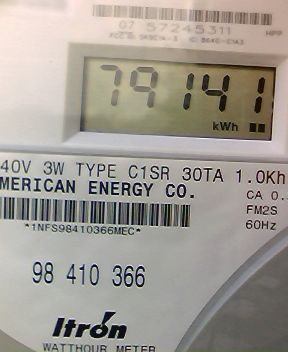 07 57245311
HPP
79141
kWh
40V 3W TYPE C1SR 30TA 1.0Kh
MERICAN ENERGY CO.
CA 0.
FM2S
60Hz
*1NFS98410366MEC*
98 410 366
Itron
WATTHOUR METER